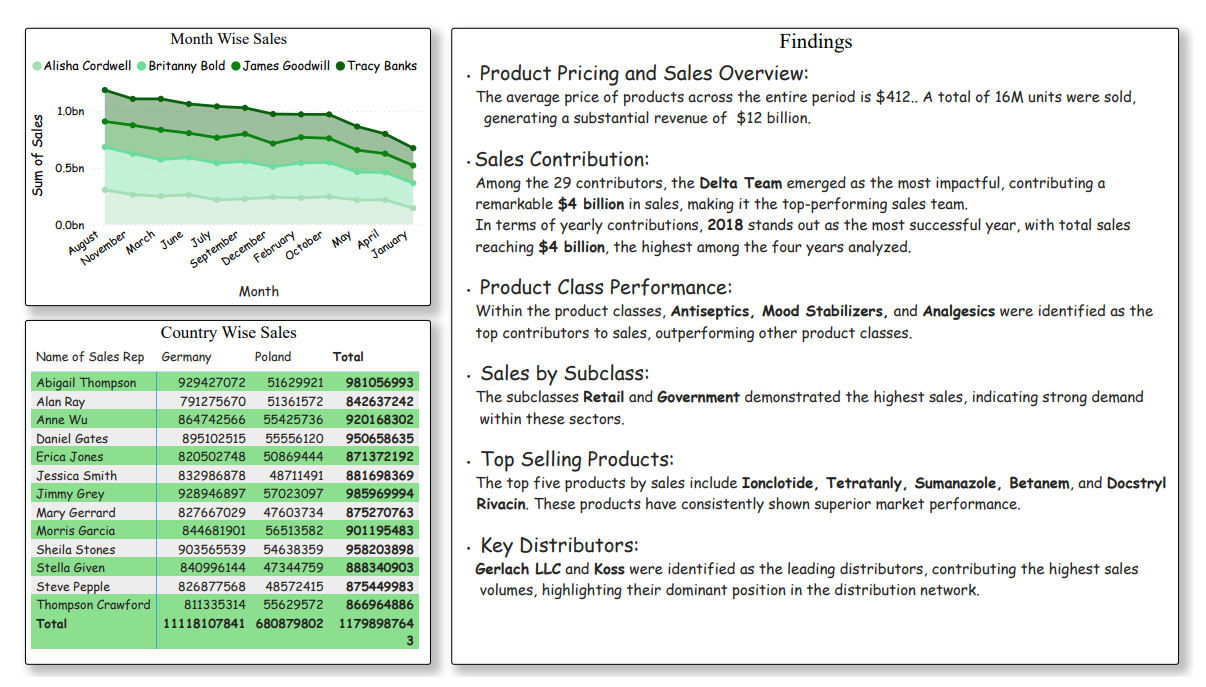 Month Wise Sales
Alisha Cordwell Britanny Bold James Goodwill Tracy Banks
Sum of Sales
1.0bn
0.5bn
0.0bn
August November March June July September December February October May April January
Month
Country Wise Sales
Name of Sales Rep Germany Poland Total
Abigail Thompson 929427072 51629921 981056993
Alan Ray 791275670 51361572 842637242
Anne Wu 864742566 55425736 920168302
Daniel Gates 895102515 55556120 950658635
Erica Jones 820502748 50869444 871372192
Jessica Smith 832986878 48711491 881698369
Jimmy Grey 928946897 57023097 985969994
Mary Gerrard 827667029 47603734 875270763
Morris Garcia 844681901 56513582 901195483
Sheila Stones 903565539 54638359 958203898
Stella Given 840996144 47344759 888340903
Steve Pepple 826877568 48572415 875449983
Thompson Crawford 811335314 55629572 866964886
Total 11118107841 680879802 1179898764
3
Findings
• Product Pricing and Sales Overview:
The average price of products across the entire period is $412.. A total of 16M units were sold,
generating a substantial revenue of $12 billion.
• Sales Contribution:
Among the 29 contributors, the Delta Team emerged as the most impactful, contributing a
remarkable $4 billion in sales, making it the top-performing sales team.
In terms of yearly contributions, 2018 stands out as the most successful year, with total sales
reaching $4 billion, the highest among the four years analyzed.
• Product Class Performance:
Within the product classes, Antiseptics, Mood Stabilizers, and Analgesics were identified as the
top contributors to sales, outperforming other product classes.
• Sales by Subclass:
The subclasses Retail and Government demonstrated the highest sales, indicating strong demand
within these sectors.
• Top Selling Products:
The top five products by sales include Ionclotide, Tetratanly, Sumanazole, Betanem, and Docstryl
Rivacin. These products have consistently shown superior market performance.
• Key Distributors:
Gerlach LLC and Koss were identified as the leading distributors, contributing the highest sales
volumes, highlighting their dominant position in the distribution network.